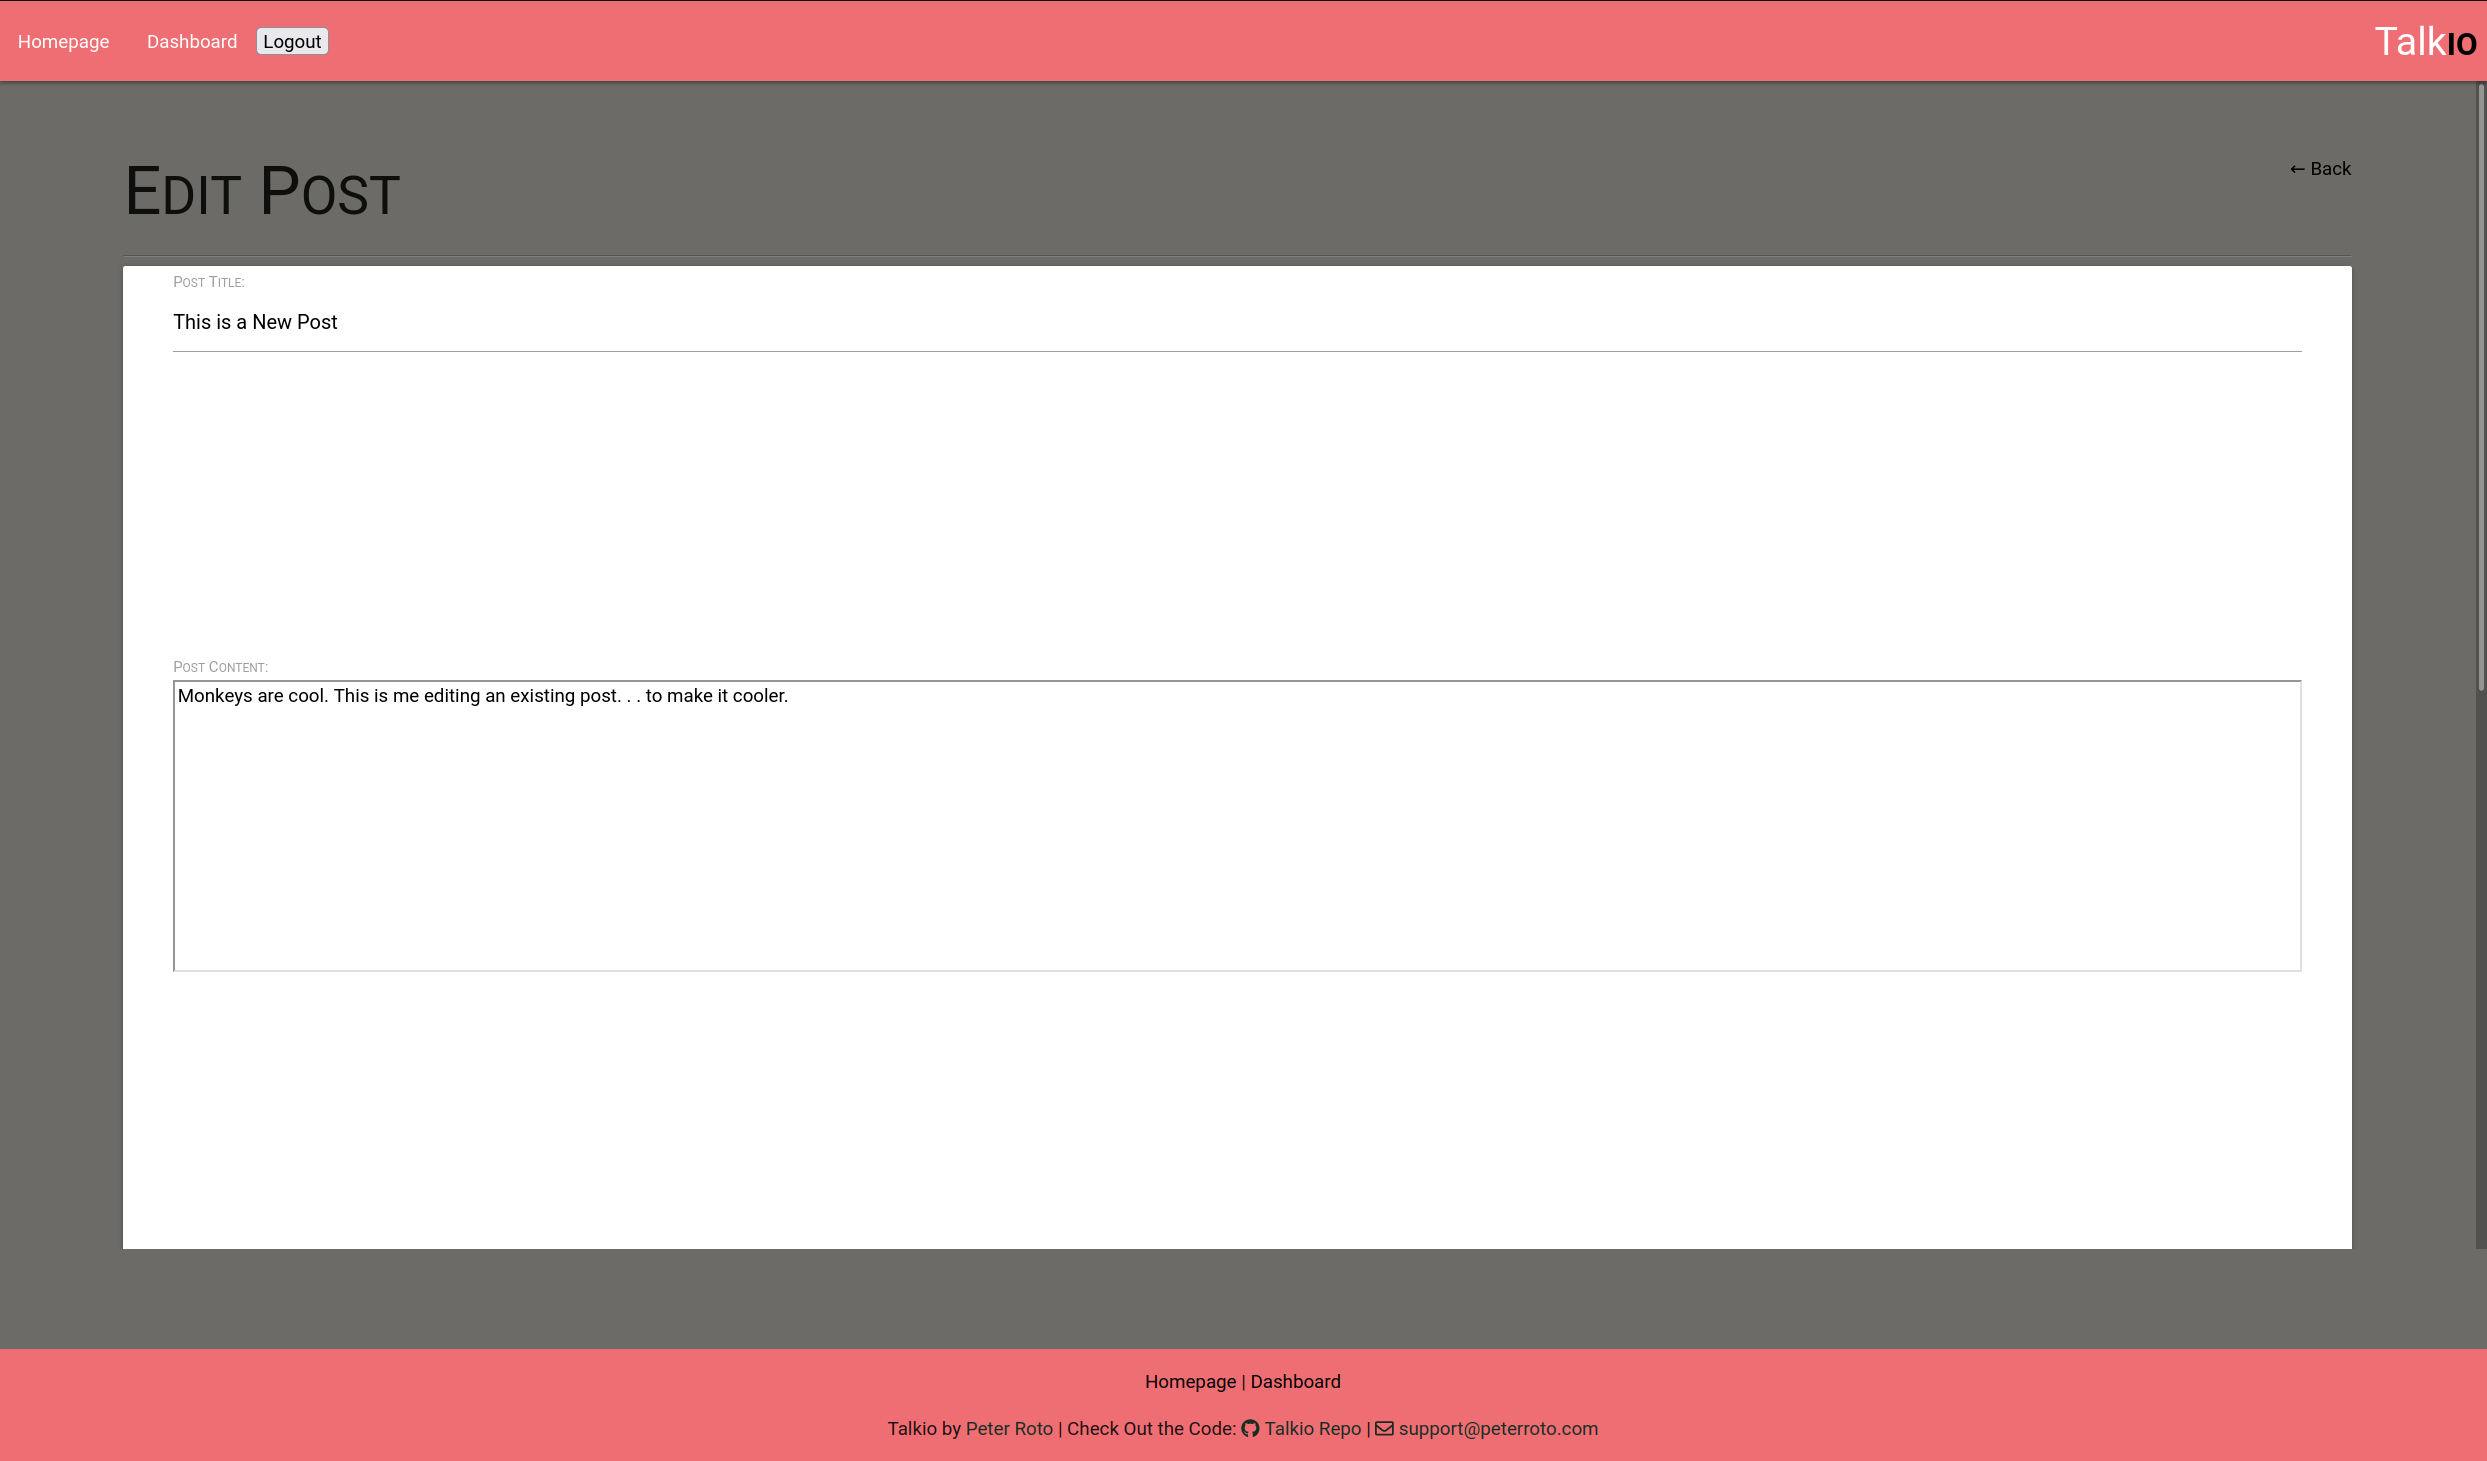 Homepage Dashboard Logout TalkIO
EDIT POST
← Back
POST TITLE:
This is a New Post
POST CONTENT:
Monkeys are cool. This is me editing an existing post. . . to make it cooler.
Homepage | Dashboard
Talkio by Peter Roto | Check Out the Code: Talkio Repo | support@peterroto.com